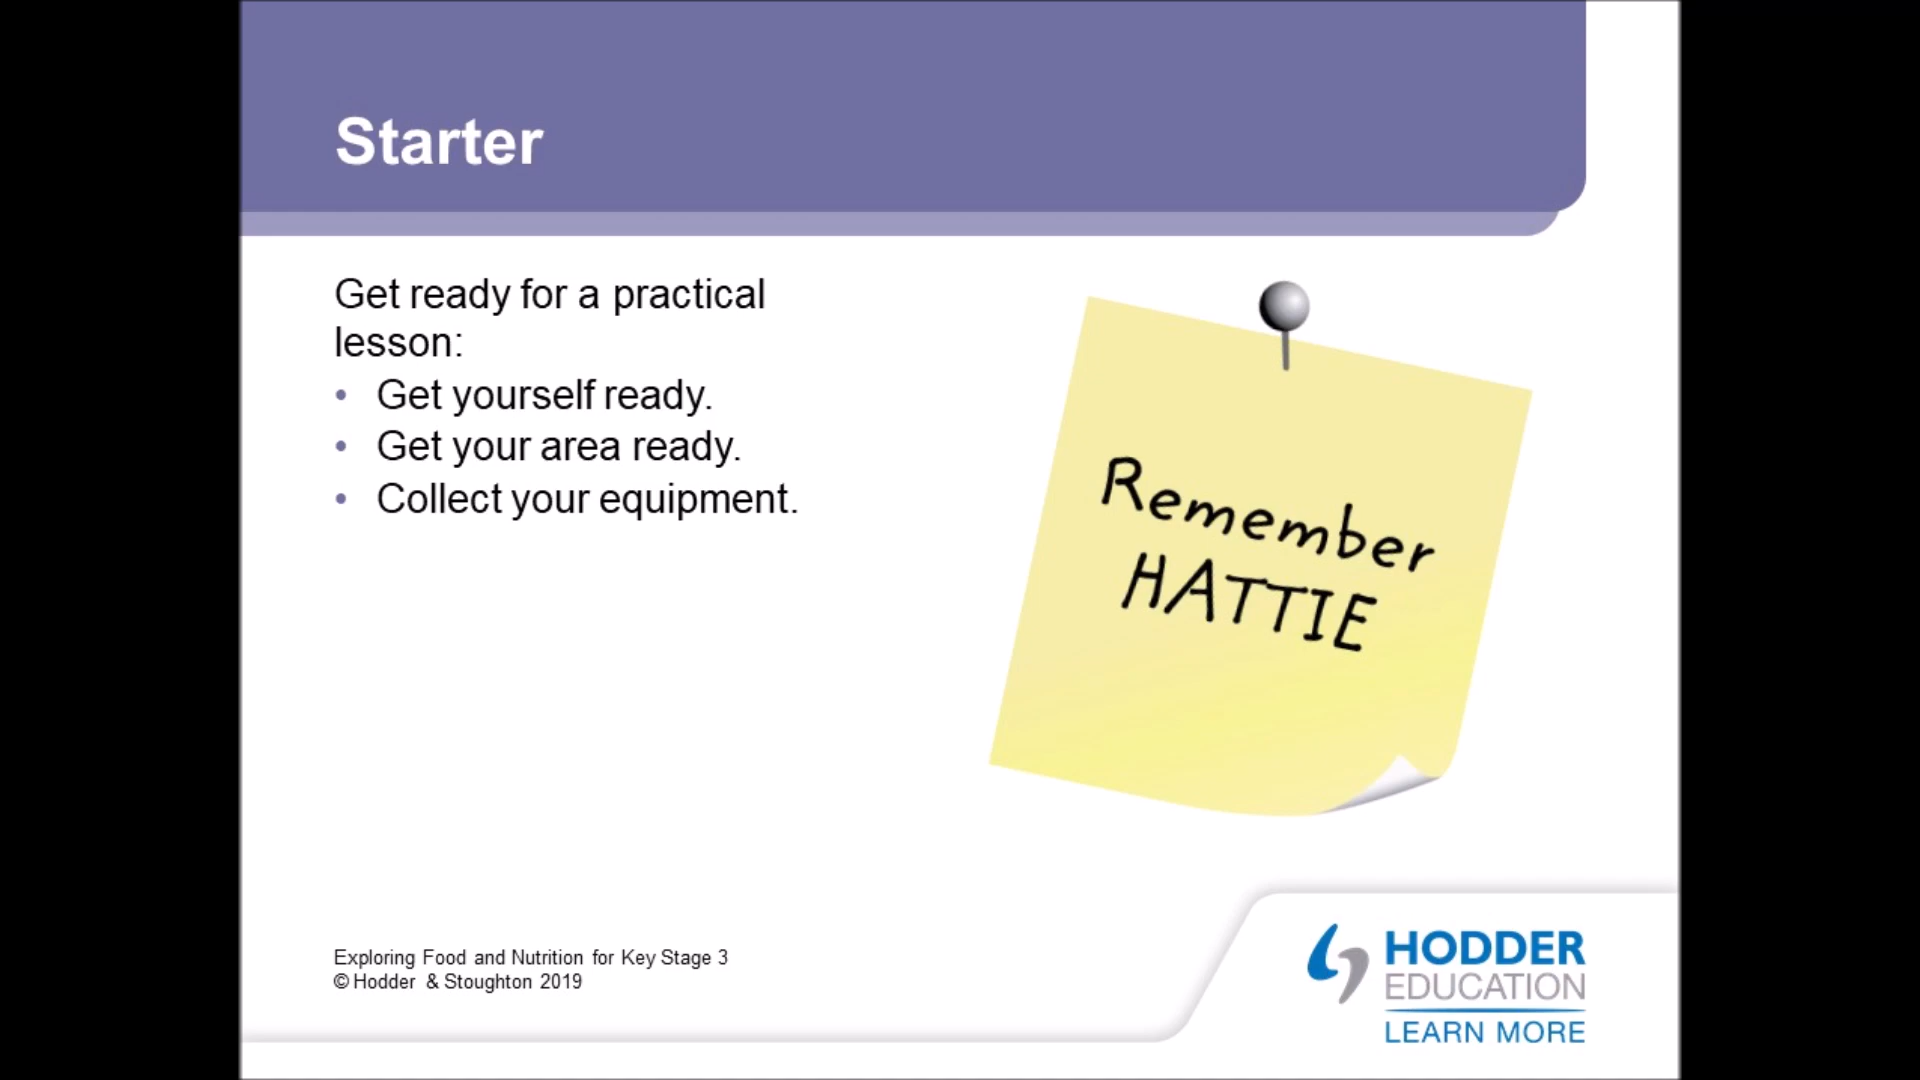 Starter
Get ready for a practical
lesson:
• Get yourself ready.
• Get your area ready.
• Collect your equipment.
Remember
HATTIE
Exploring Food and Nutrition for Key Stage 3
© Hodder & Stoughton 2019
HODDER
EDUCATION
LEARN MORE